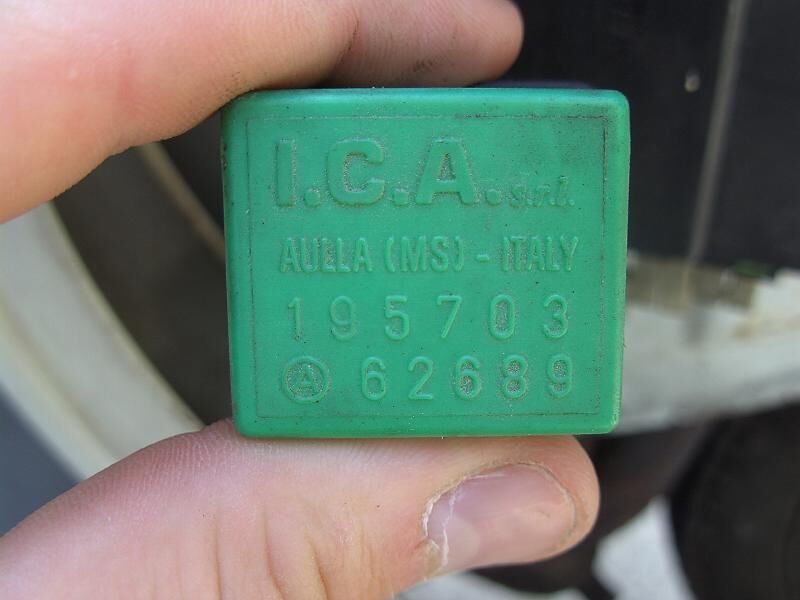 I.C.A. s.r.l.
AULLA (MS) - ITALY
195703
Ⓐ 62689